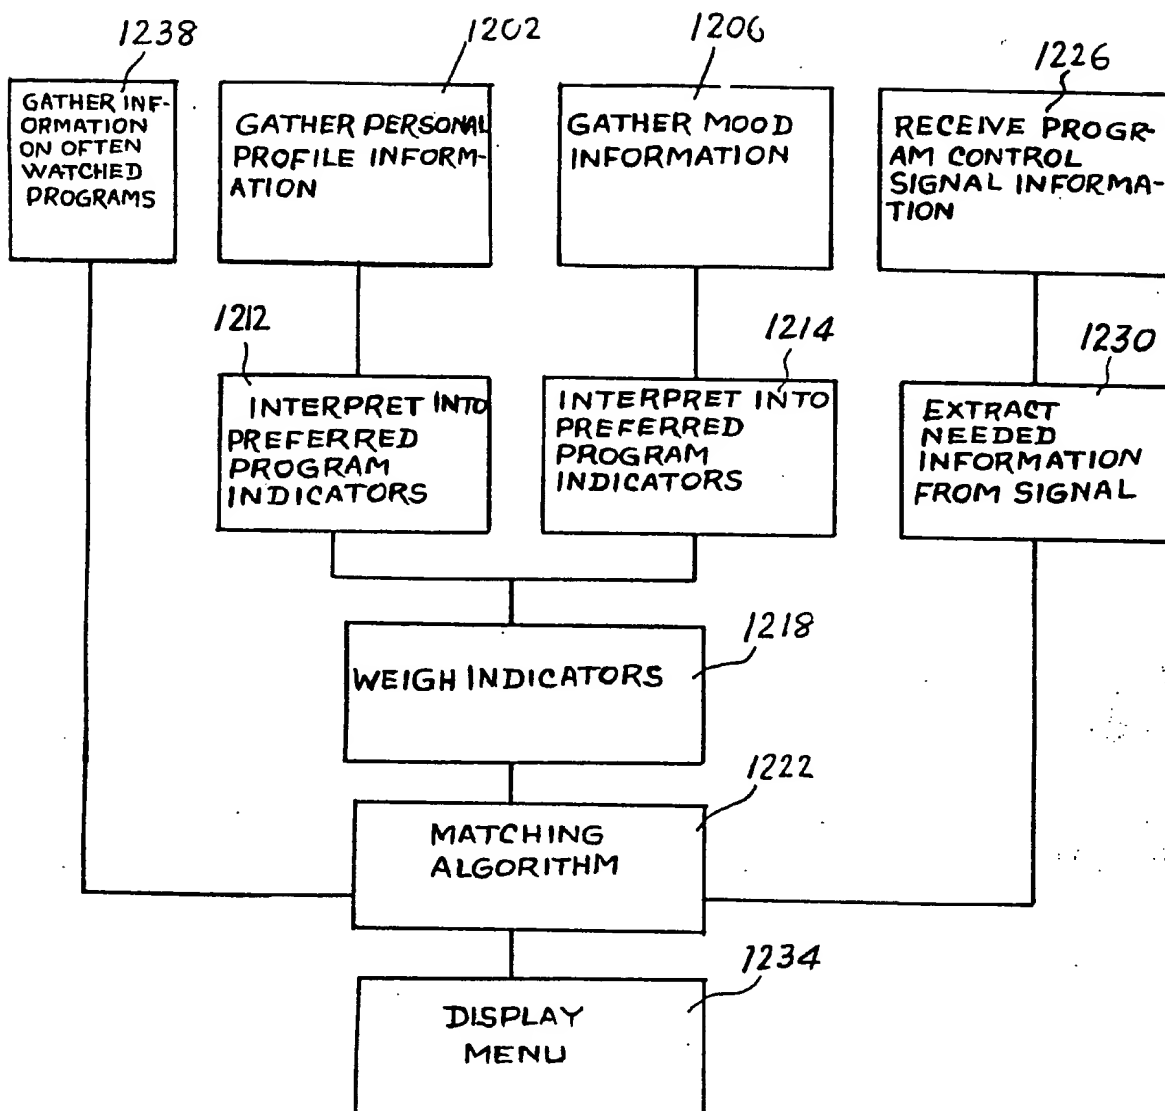 1238
1202
1206
1226
GATHER INF-
ORMATION
ON OFTEN
WATCHED
PROGRAMS
GATHER PERSONAL
PROFILE INFORM-
ATION
GATHER MOOD
INFORMATION
RECEIVE PROGR-
AM CONTROL
SIGNAL INFORMA-
TION
1212
1214
1230
INTERPRET INTO
PREFERRED
PROGRAM
INDICATORS
INTERPRET INTO
PREFERRED
PROGRAM
INDICATORS
EXTRACT
NEEDED
INFORMATION
FROM SIGNAL
1218
WEIGH INDICATORS
1222
MATCHING
ALGORITHM
1234
DISPLAY
MENU